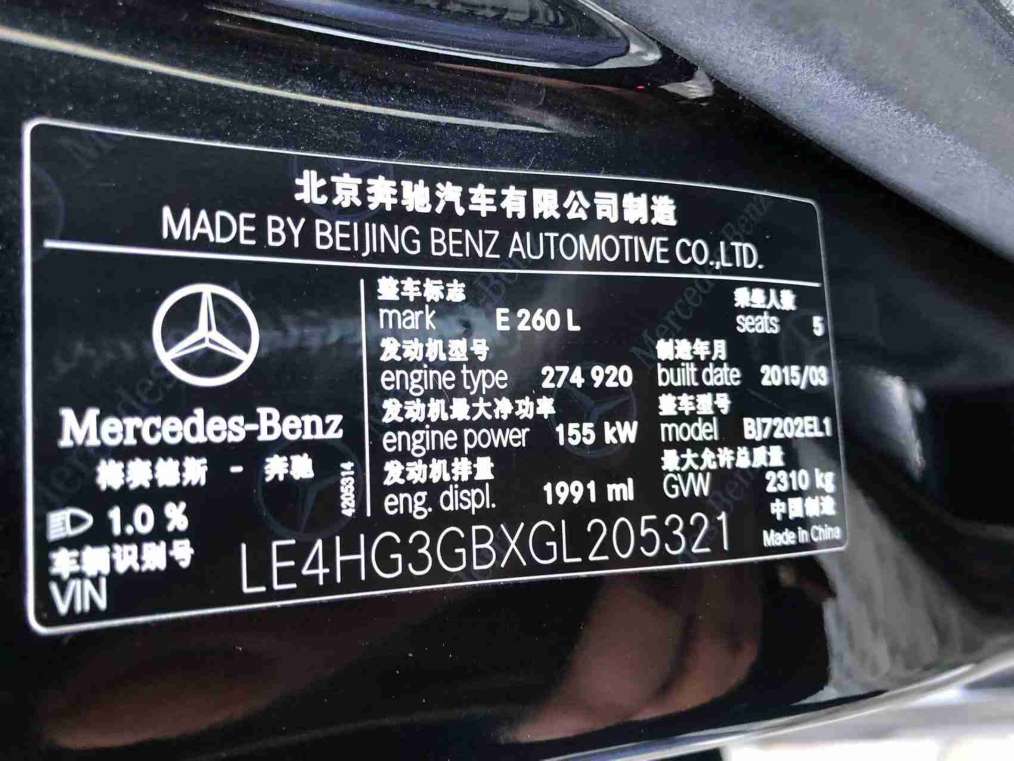 北京奔驰汽车有限公司制造
MADE BY BEIJING BENZ AUTOMOTIVE CO.,LTD.
Mercedes-Benz
梅赛德斯 - 奔驰
1.0 %
4205314
整车标志
mark E 260 L
乘坐人数
seats 5
发动机型号
engine type 274 920
制造年月
built date 2015/03
发动机最大净功率
engine power 155 kW
整车型号
model BJ7202EL1
发动机排量
eng. displ. 1991 ml
最大允许总质量
GVW 2310 kg
中国制造
Made in China
车辆识别号
VIN LE4HG3GBXGL205321
Mercedes-Benz
Mercedes-Benz